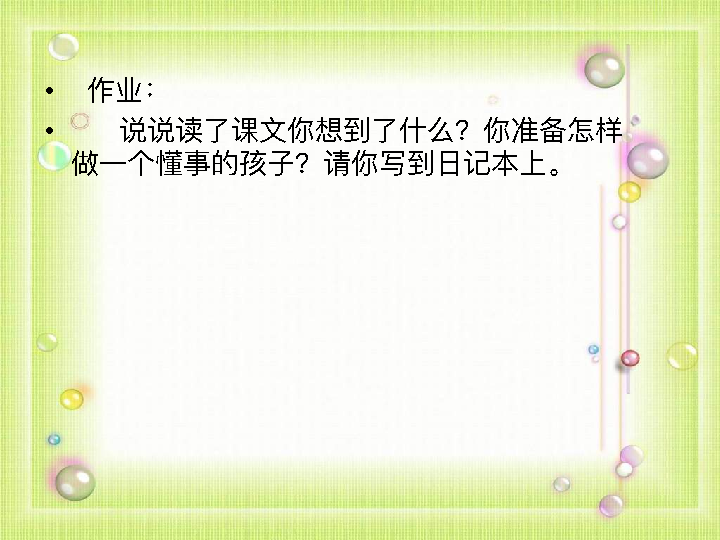 • 作业：
• 说说读了课文你想到了什么？你准备怎样
做一个懂事的孩子？请你写到日记本上。